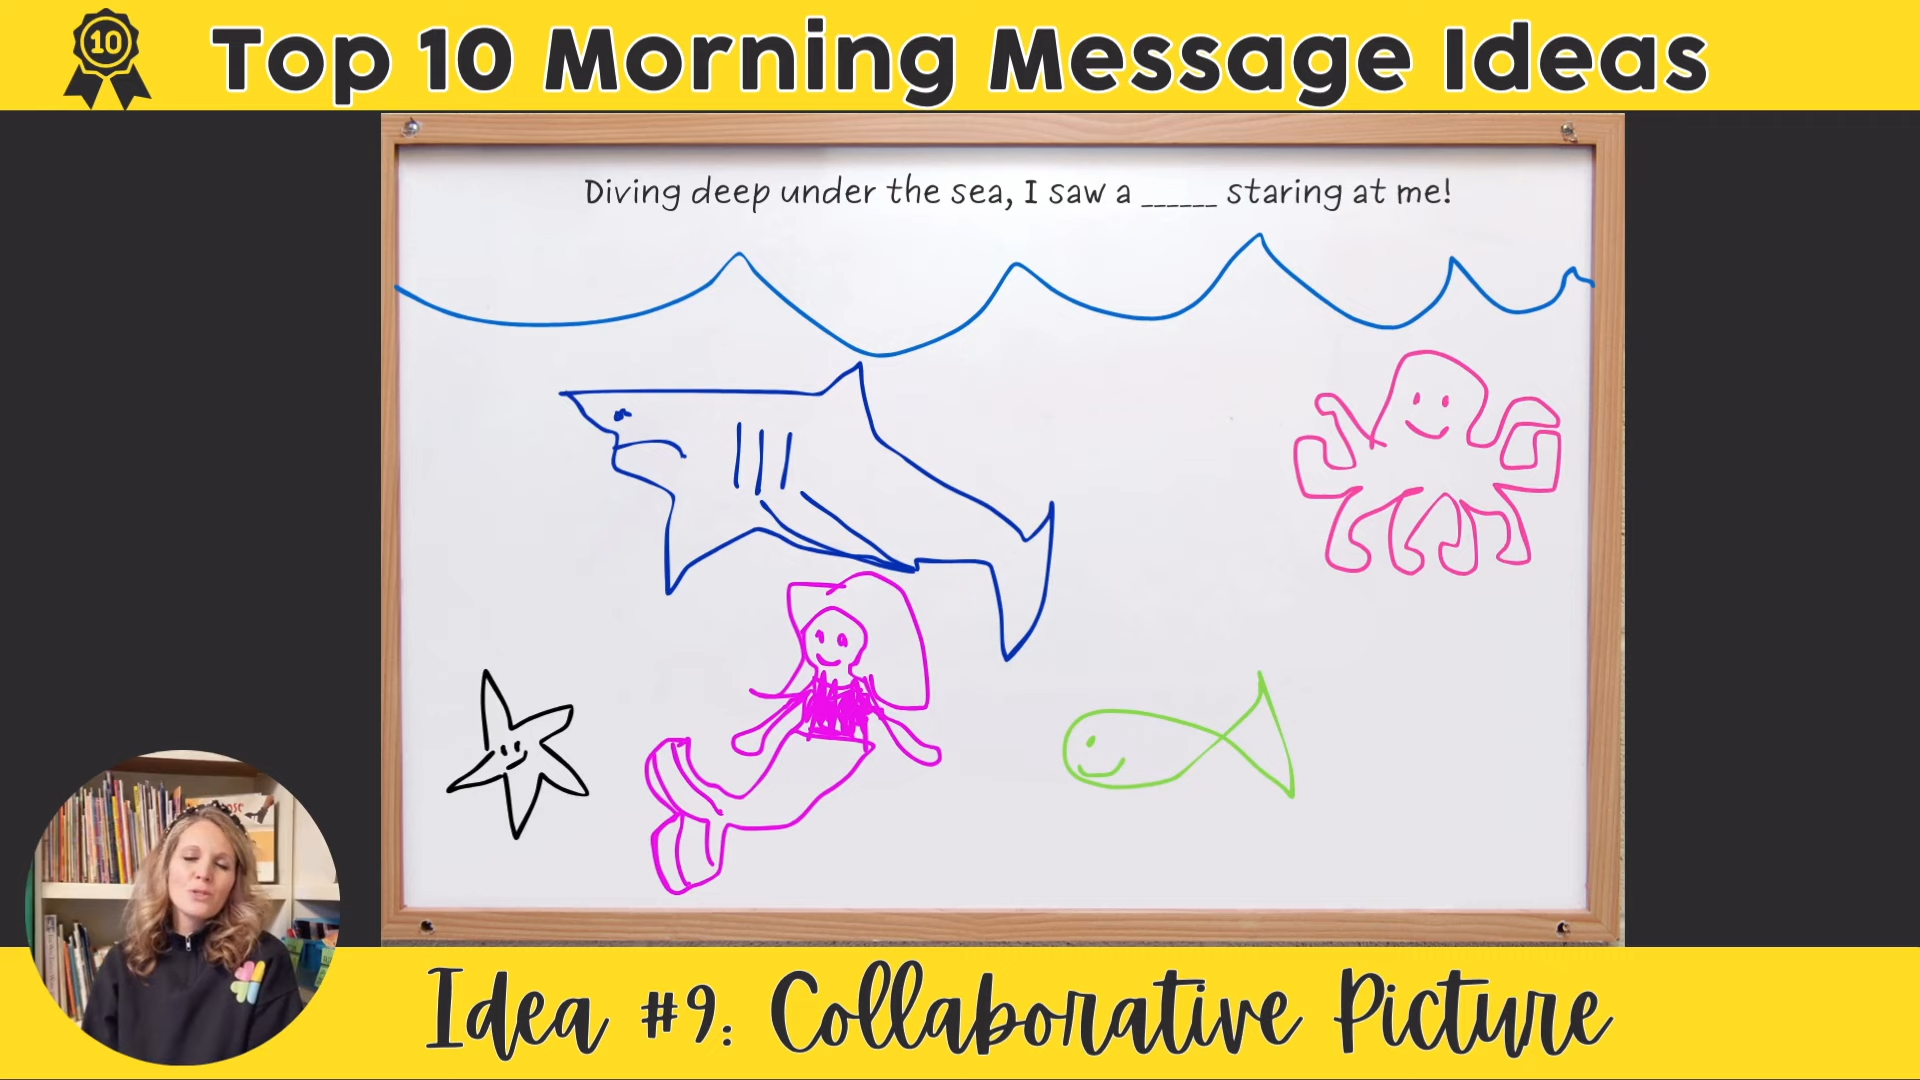 10
Top 10 Morning Message Ideas
Diving deep under the sea, I saw a ______ staring at me!
Idea #9: Collaborative Picture